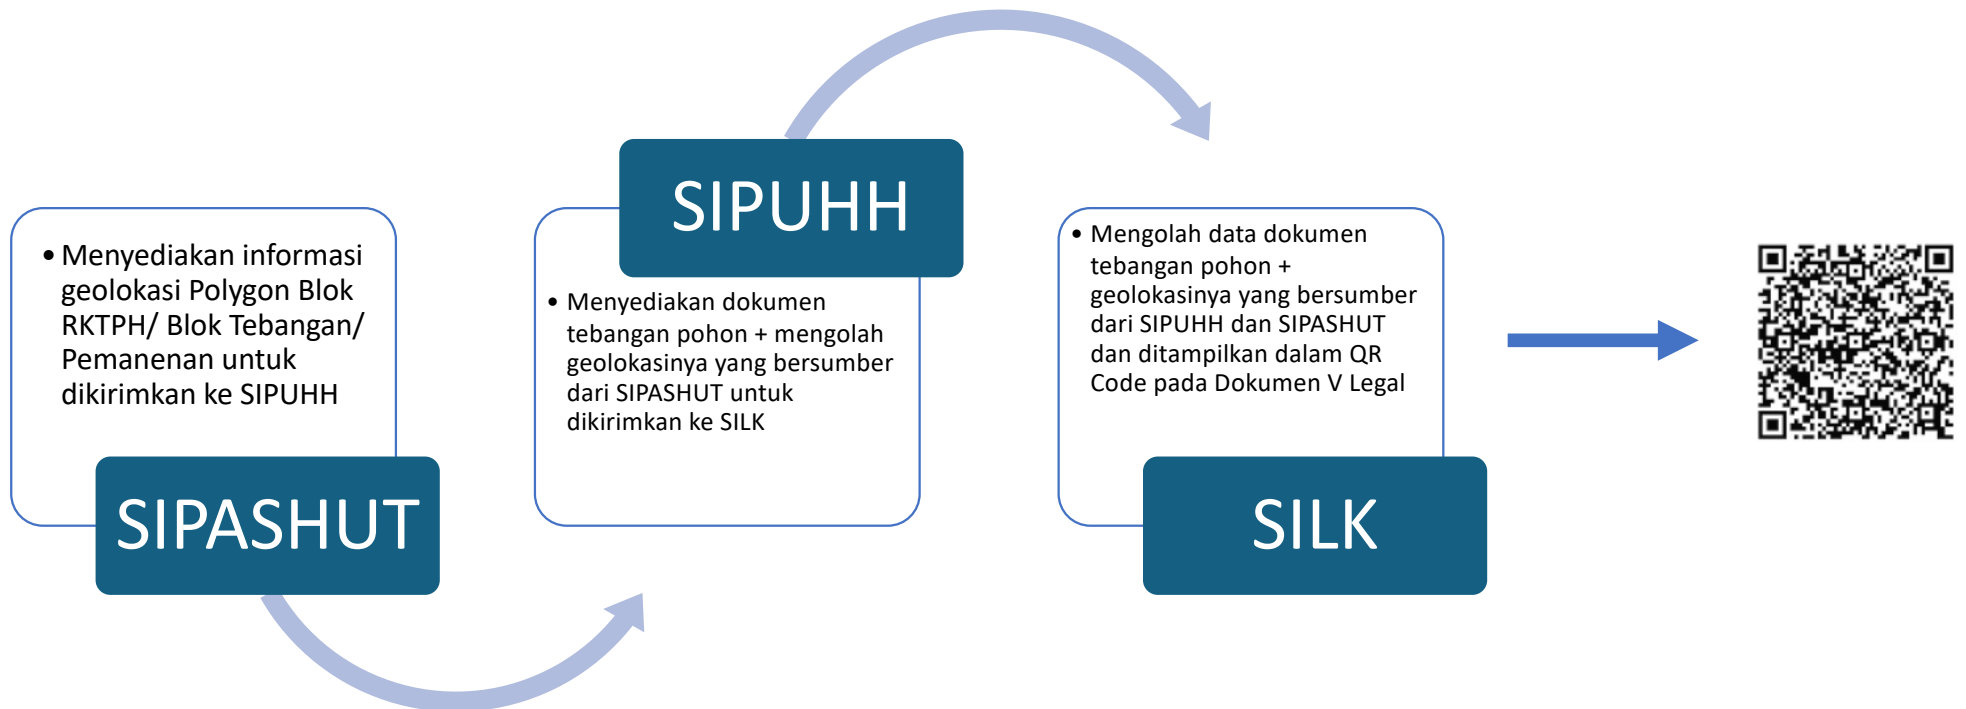 • Menyediakan informasi
geolokasi Polygon Blok
RKTPH/ Blok Tebangan/
Pemanenan untuk
dikirimkan ke SIPUHH
SIPASHUT
SIPUHH
• Menyediakan dokumen
tebangan pohon + mengolah
geolokasinya yang bersumber
dari SIPASHUT untuk
dikirimkan ke SILK
• Mengolah data dokumen
tebangan pohon +
geolokasinya yang bersumber
dari SIPUHH dan SIPASHUT
dan ditampilkan dalam QR
Code pada Dokumen V Legal
SILK